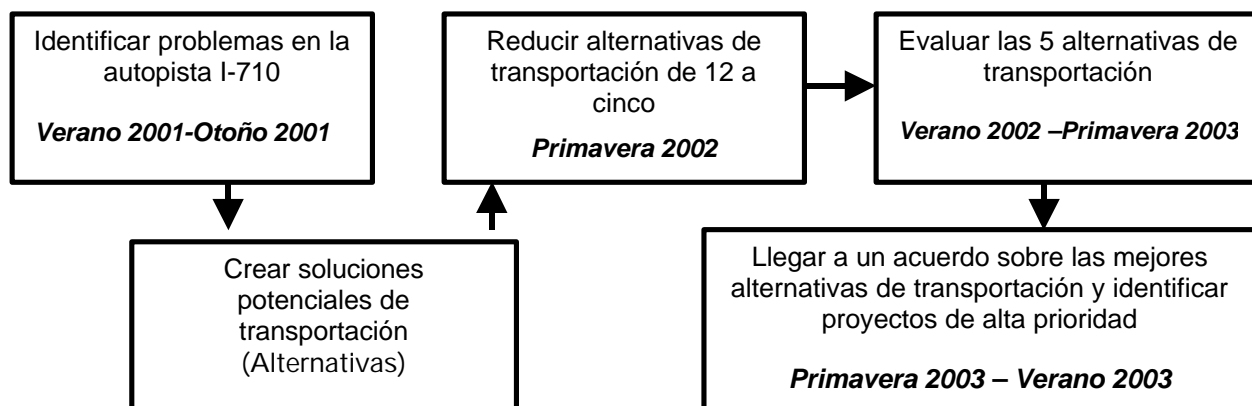 Identificar problemas en la
autopista I-710
Verano 2001-Otoño 2001
Crear soluciones
potenciales de
transportación
(Alternativas)
Reducir alternativas de
transportación de 12 a
cinco
Primavera 2002
Evaluar las 5 alternativas de
transportación
Verano 2002 –Primavera 2003
Llegar a un acuerdo sobre las mejores
alternativas de transportación y identificar
proyectos de alta prioridad
Primavera 2003 – Verano 2003